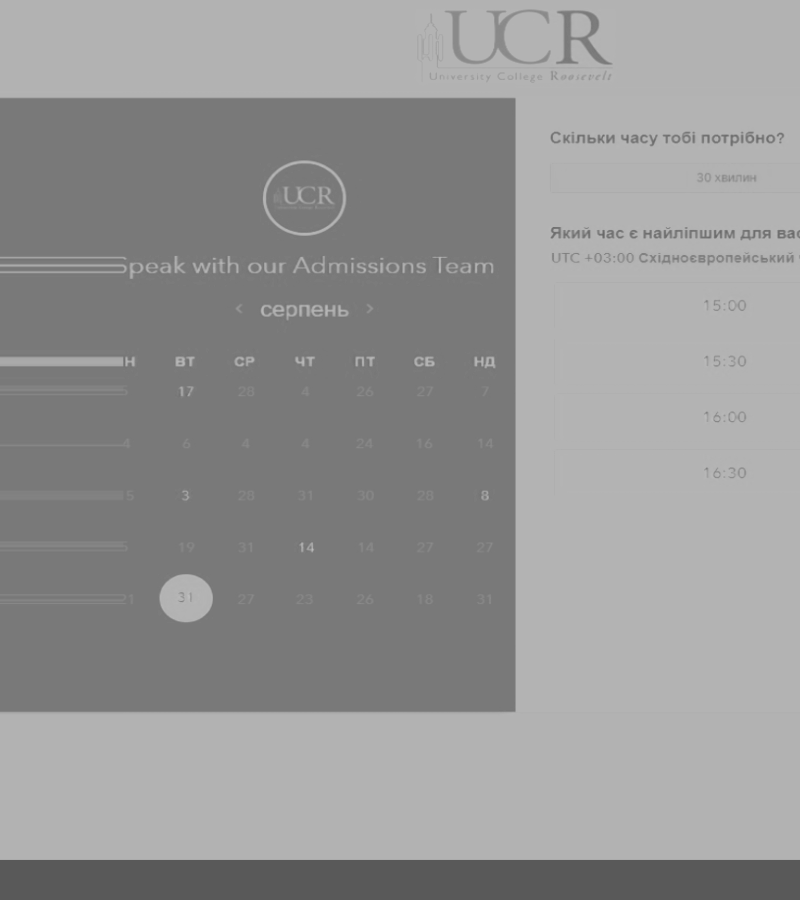 UCR
University College Roosevelt
UCR
Speak with our Admissions Team
< серпень >
Н ВТ СР ЧТ ПТ СБ НД
17 28 4 26 27 7
4 6 4 4 24 16 14
5 3 28 31 30 28 8
19 31 14 14 27 27
1 31 27 23 26 18 31
Скільки часу тобі потрібно?
30 хвилин
Який час є найліпшим для вас
UTC +03:00 Східноєвропейський
15:00
15:30
16:00
16:30